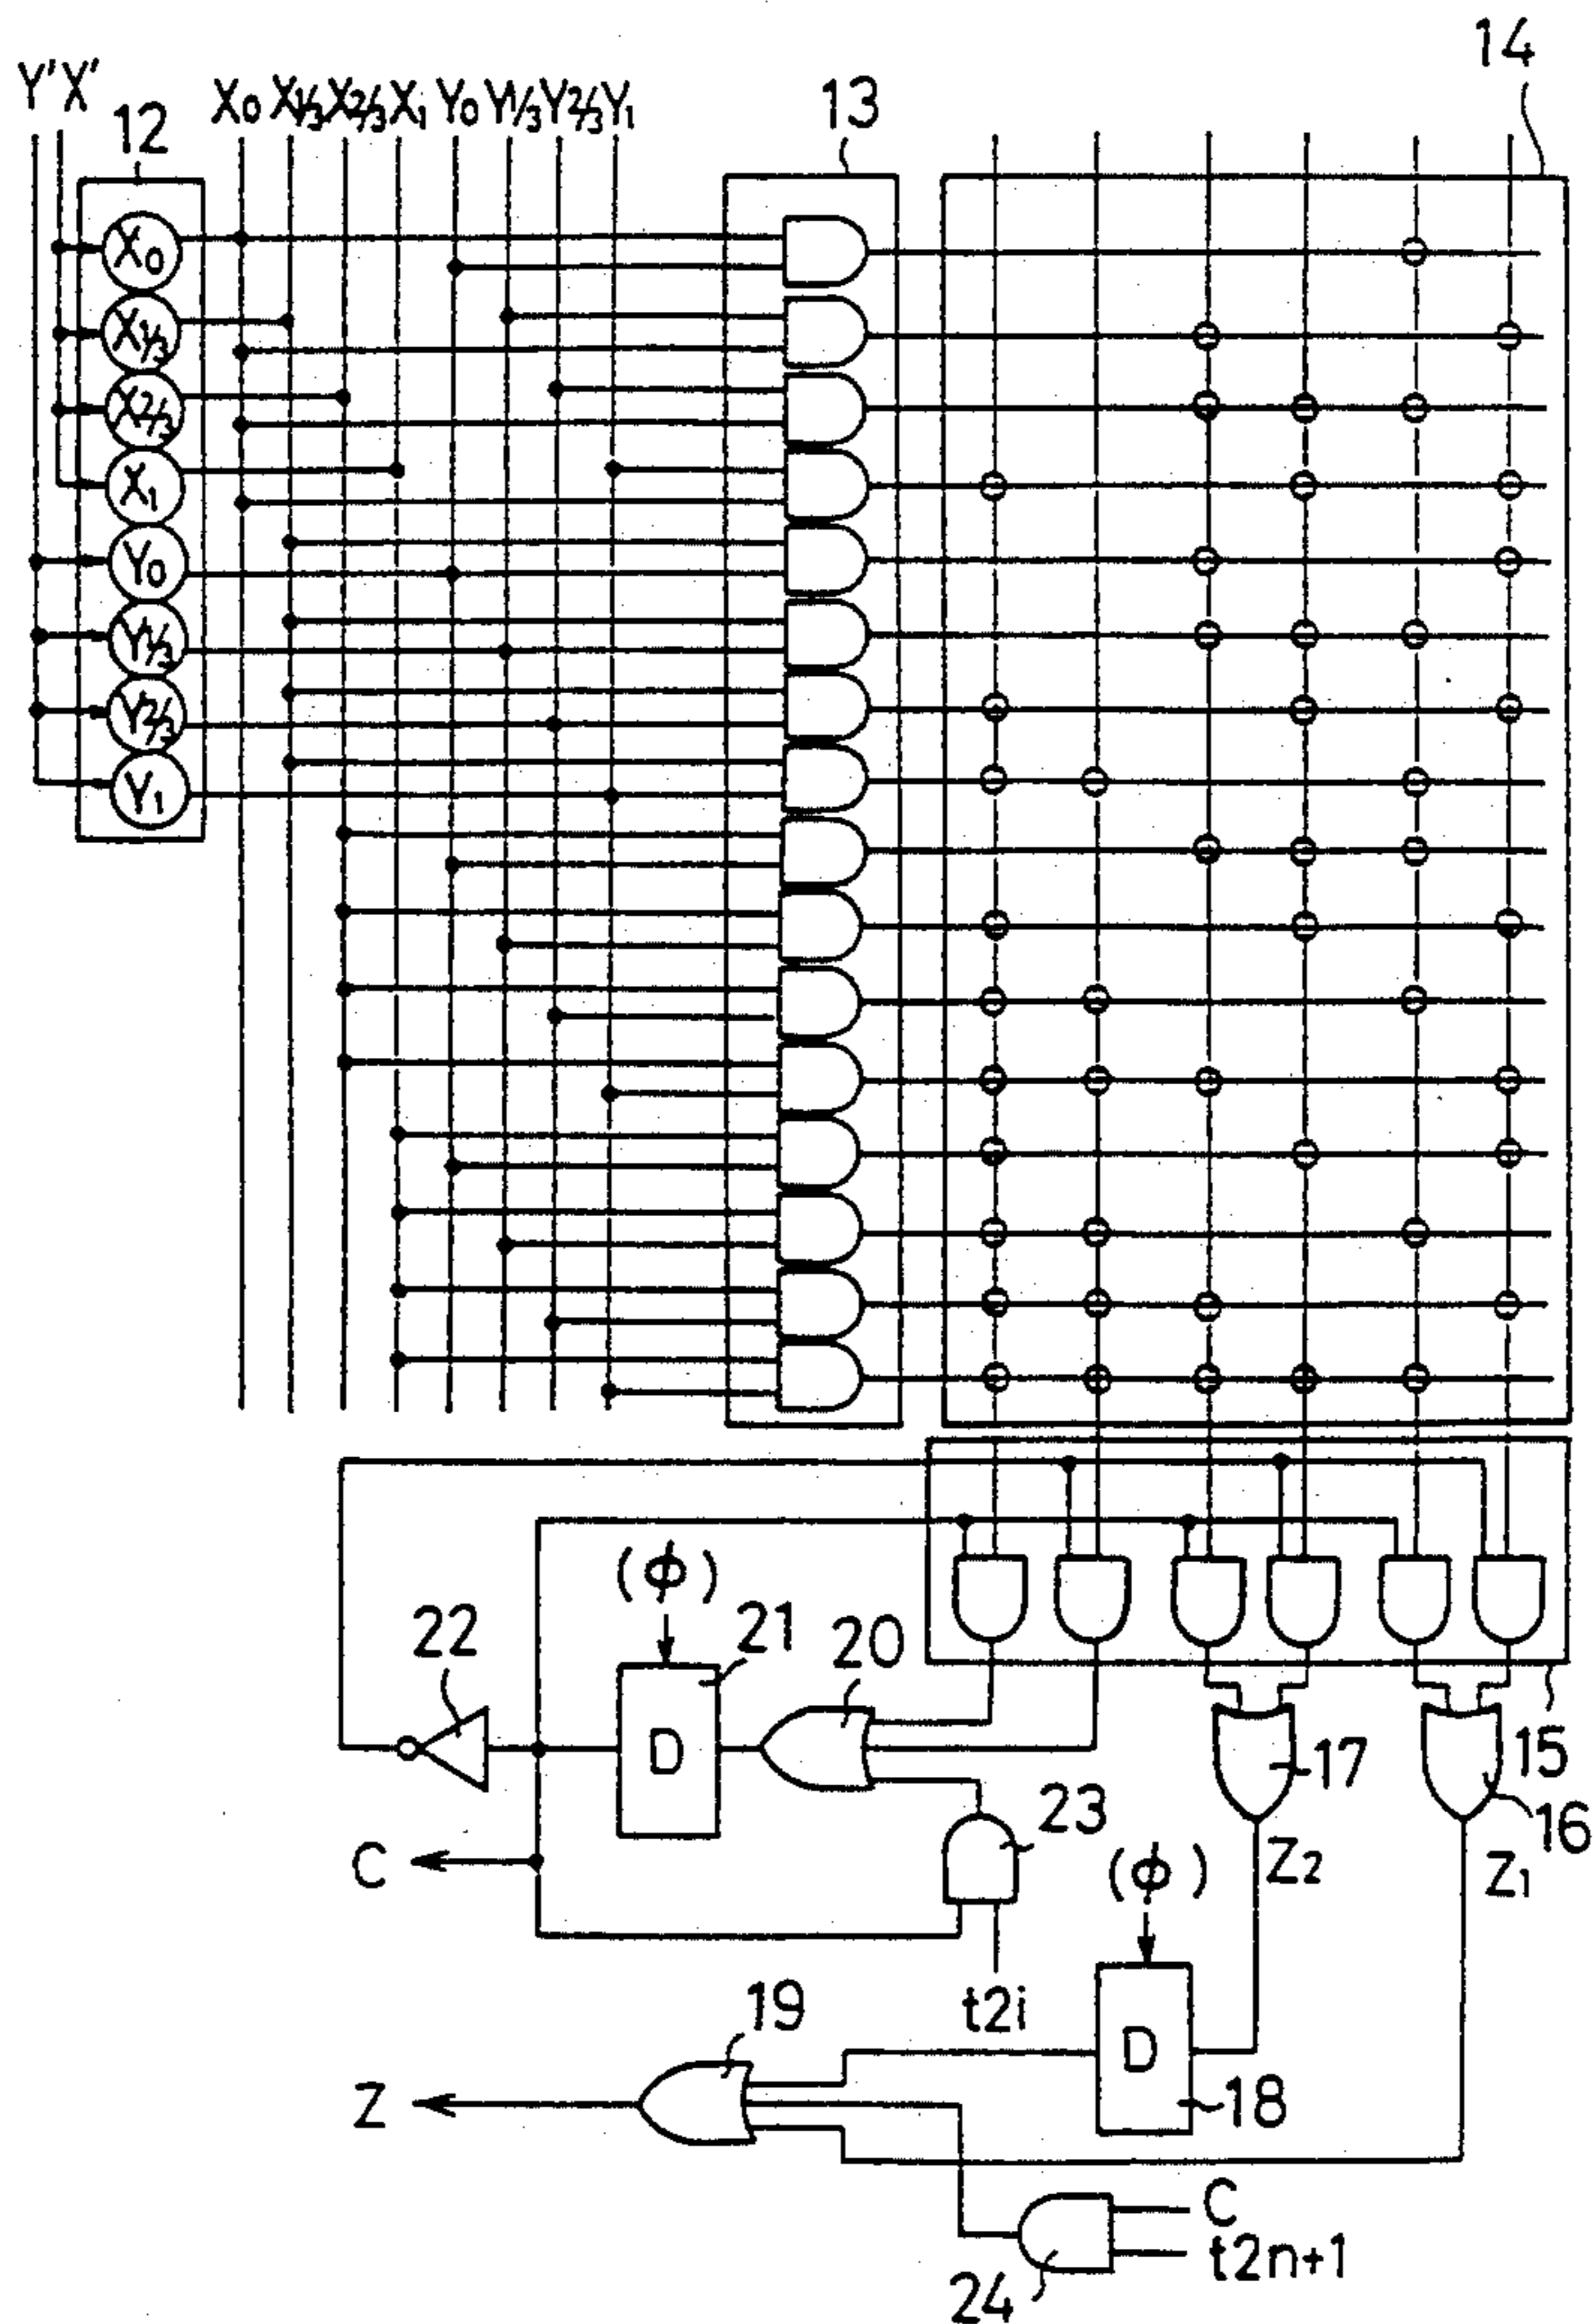 14
Y' X' X0 X1/3 X2/3 X1 Y0 Y1/3 Y2/3 Y1 13
12
X0
X1/3
X2/3
X1
Y0
Y1/3
Y2/3
Y1
(ϕ)
22 21 20
D
17 15
16
23
C
(ϕ) Z2 Z1
t2i
19
D
Z 18
C
t2n+1
24